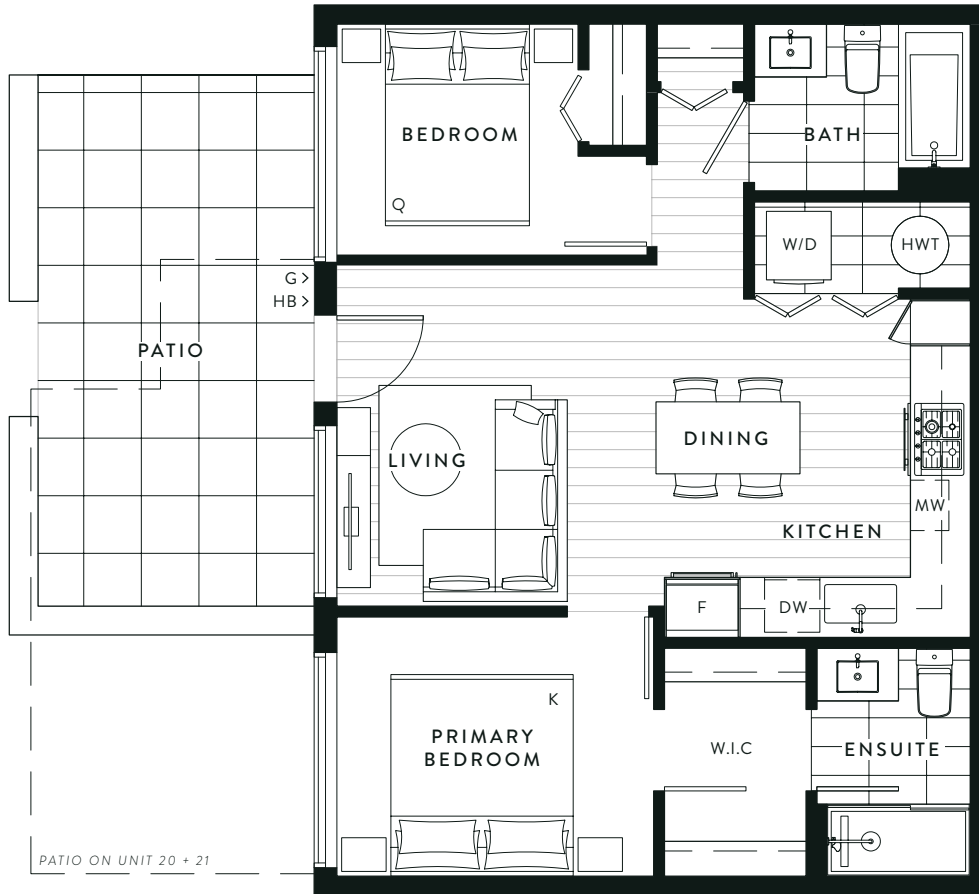 BEDROOM
Q
BATH
W/D
HWT
G >
HB >
PATIO
LIVING
DINING
MW
KITCHEN
F
DW
K
PRIMARY
BEDROOM
W.I.C
ENSUITE
PATIO ON UNIT 20 + 21